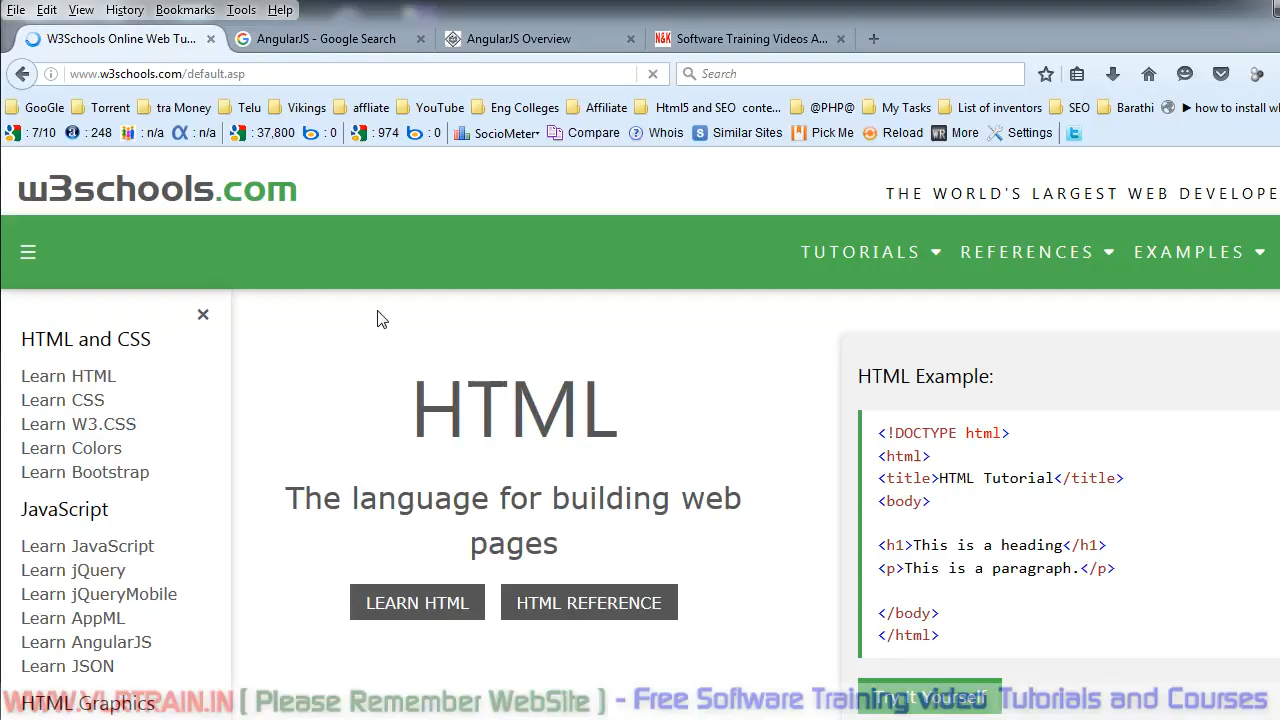 File Edit View History Bookmarks Tools Help
W3Schools Online Web Tu... × AngularJS - Google Search × AngularJS Overview × Software Training Videos A... × +
www.w3schools.com/default.asp Search
GooGle Torrent tra Money Telu Vikings affliate YouTube Eng Colleges Affiliate Html5 and SEO conte... @PHP@ My Tasks List of inventors SEO Barathi ▶ how to install w
: 7/10 : 248 : n/a : n/a : 37,800 : 0 : 974 : 0 SocioMeter Compare Whois Similar Sites Pick Me Reload More Settings
w3schools.com
THE WORLD'S LARGEST WEB DEVELOPE
☰ TUTORIALS REFERENCES EXAMPLES
×
HTML and CSS
Learn HTML
Learn CSS
Learn W3.CSS
Learn Colors
Learn Bootstrap
JavaScript
Learn JavaScript
Learn jQuery
Learn jQueryMobile
Learn AppML
Learn AngularJS
Learn JSON
HTML Graphics
HTML
The language for building web
pages
LEARN HTML HTML REFERENCE
HTML Example:
<!DOCTYPE html>
<html>
<title>HTML Tutorial</title>
<body>
<h1>This is a heading</h1>
<p>This is a paragraph.</p>
</body>
</html>
Try it Yourself
[ Please Remember WebSIte ] - Free Software Training Video Tutorials and Courses